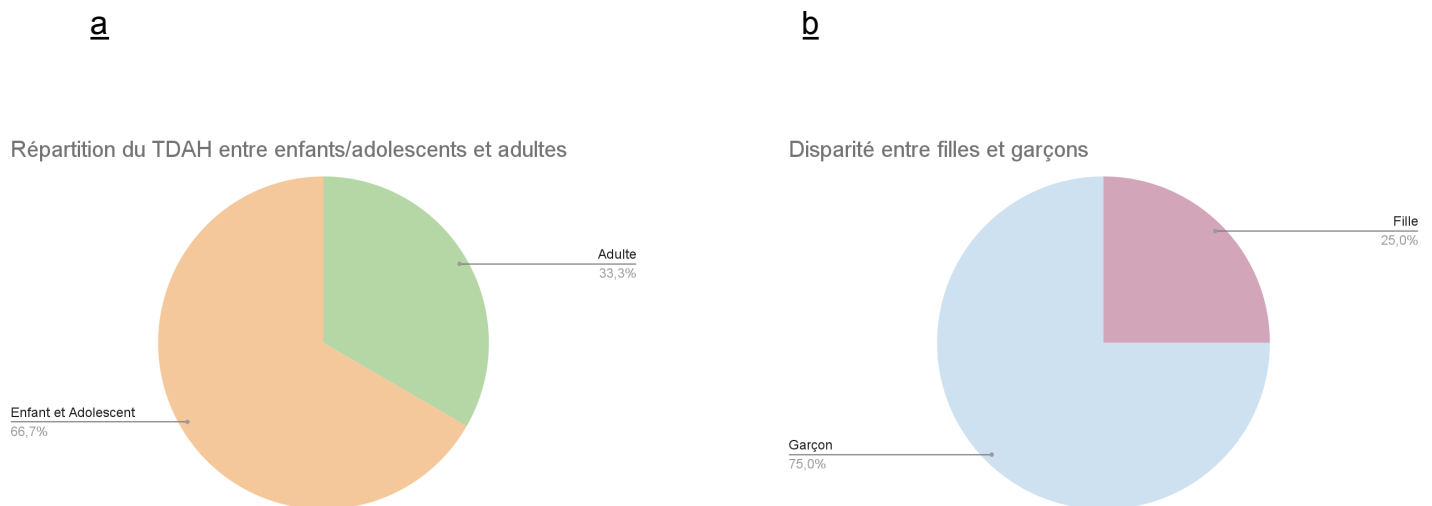 a
b
Répartition du TDAH entre enfants/adolescents et adultes
Adulte
33,3%
Enfant et Adolescent
66,7%
Disparité entre filles et garçons
Fille
25,0%
Garçon
75,0%